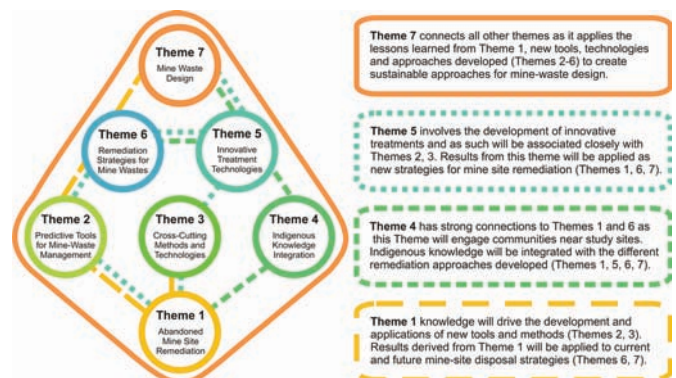 Theme 7
Mine Waste
Design
Theme 6
Remediation
Strategies for
Mine Wastes
Theme 5
Innovative
Treatment
Technologies
Theme 2
Predictive Tools
for Mine-Waste
Management
Theme 3
Cross-Cutting
Methods and
Technologies
Theme 4
Indigenous
Knowledge
Integration
Theme 1
Abandoned
Mine Site
Remediation
Theme 7 connects all other themes as it applies the
lessons learned from Theme 1, new tools, technologies
and approaches developed (Themes 2-6) to create
sustainable approaches for mine-waste design.
Theme 5 involves the development of innovative
treatments and as such will be associated closely with
Themes 2, 3. Results from this theme will be applied as
new strategies for mine site remediation (Themes 1, 6, 7).
Theme 4 has strong connections to Themes 1 and 6 as
this Theme will engage communities near study sites.
Indigenous knowledge will be integrated with the different
remediation approaches developed (Themes 1, 5, 6, 7).
Theme 1 knowledge will drive the development and
applications of new tools and methods (Themes 2, 3).
Results derived from Theme 1 will be applied to current
and future mine-site disposal strategies (Themes 6, 7).